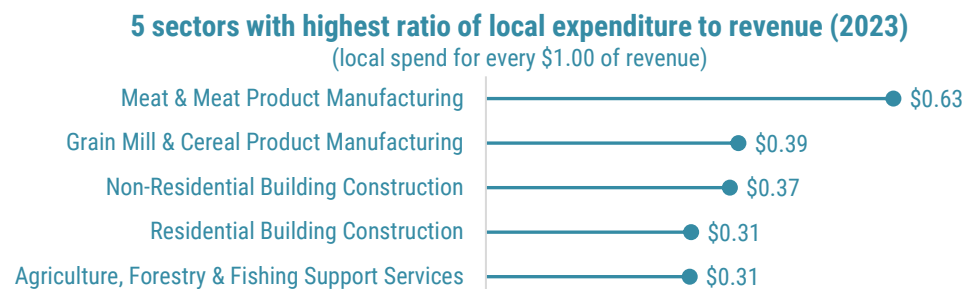 5 sectors with highest ratio of local expenditure to revenue (2023)
(local spend for every $1.00 of revenue)
Meat & Meat Product Manufacturing $0.63
Grain Mill & Cereal Product Manufacturing $0.39
Non-Residential Building Construction $0.37
Residential Building Construction $0.31
Agriculture, Forestry & Fishing Support Services $0.31